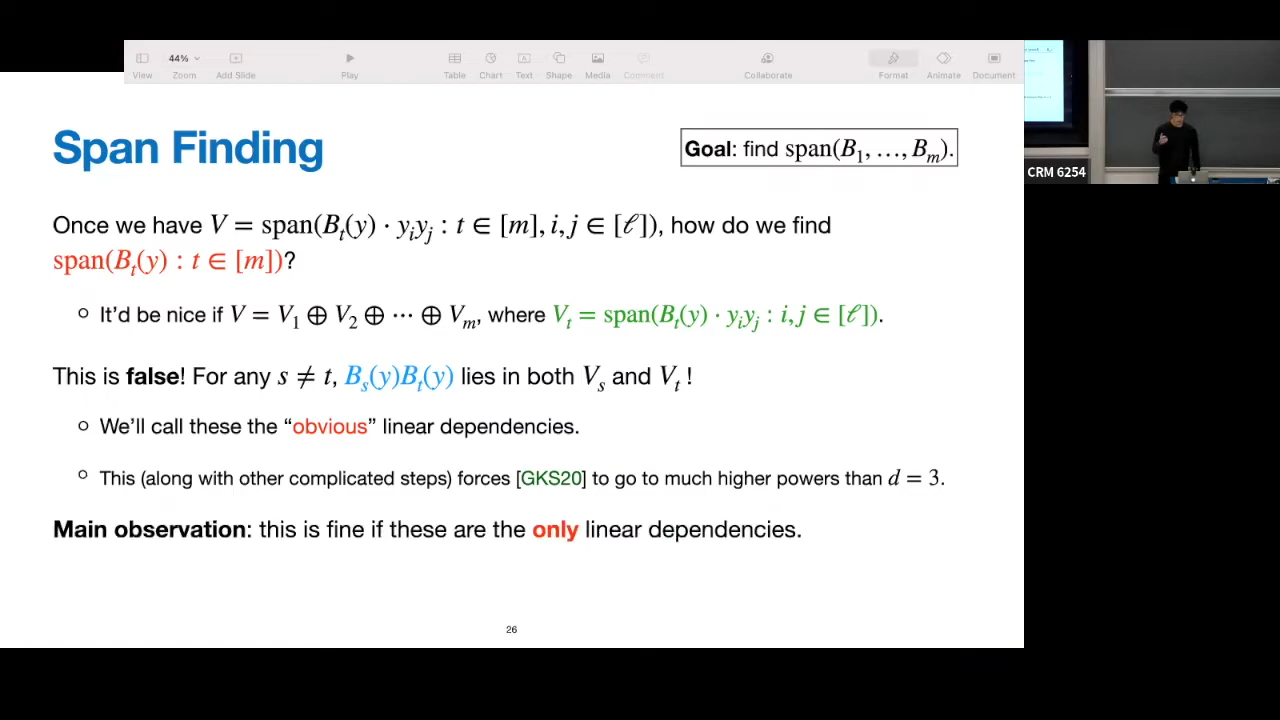 44%
View Zoom Add Slide Play Table Chart Text Shape Media Comment Collaborate Format Animate Document
Span Finding
Goal: find span(B₁, …, Bₘ).
Once we have V = span(Bₜ(y) · yᵢyⱼ : t ∈ [m], i, j ∈ [ℓ]), how do we find
span(Bₜ(y) : t ∈ [m])?
It’d be nice if V = V₁ ⊕ V₂ ⊕ ⋯ ⊕ Vₘ, where Vₜ = span(Bₜ(y) · yᵢyⱼ : i, j ∈ [ℓ]).
This is false! For any s ≠ t, Bₛ(y)Bₜ(y) lies in both Vₛ and Vₜ !
We’ll call these the “obvious” linear dependencies.
This (along with other complicated steps) forces [GKS20] to go to much higher powers than d = 3.
Main observation: this is fine if these are the only linear dependencies.
26
CRM 6254